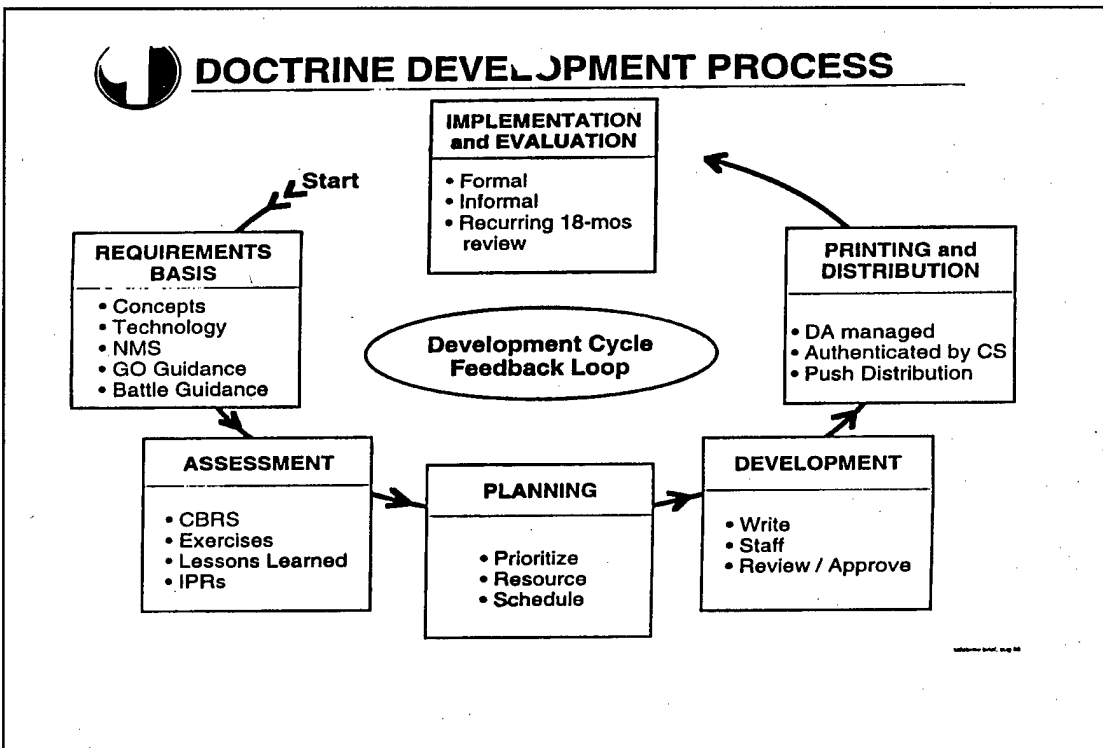 DOCTRINE DEVELOPMENT PROCESS
IMPLEMENTATION
and EVALUATION
• Formal
• Informal
• Recurring 18-mos
review
Start
REQUIREMENTS
BASIS
• Concepts
• Technology
• NMS
• GO Guidance
• Battle Guidance
PRINTING and
DISTRIBUTION
• DA managed
• Authenticated by CS
• Push Distribution
Development Cycle
Feedback Loop
ASSESSMENT
• CBRS
• Exercises
• Lessons Learned
• IPRs
PLANNING
• Prioritize
• Resource
• Schedule
DEVELOPMENT
• Write
• Staff
• Review / Approve